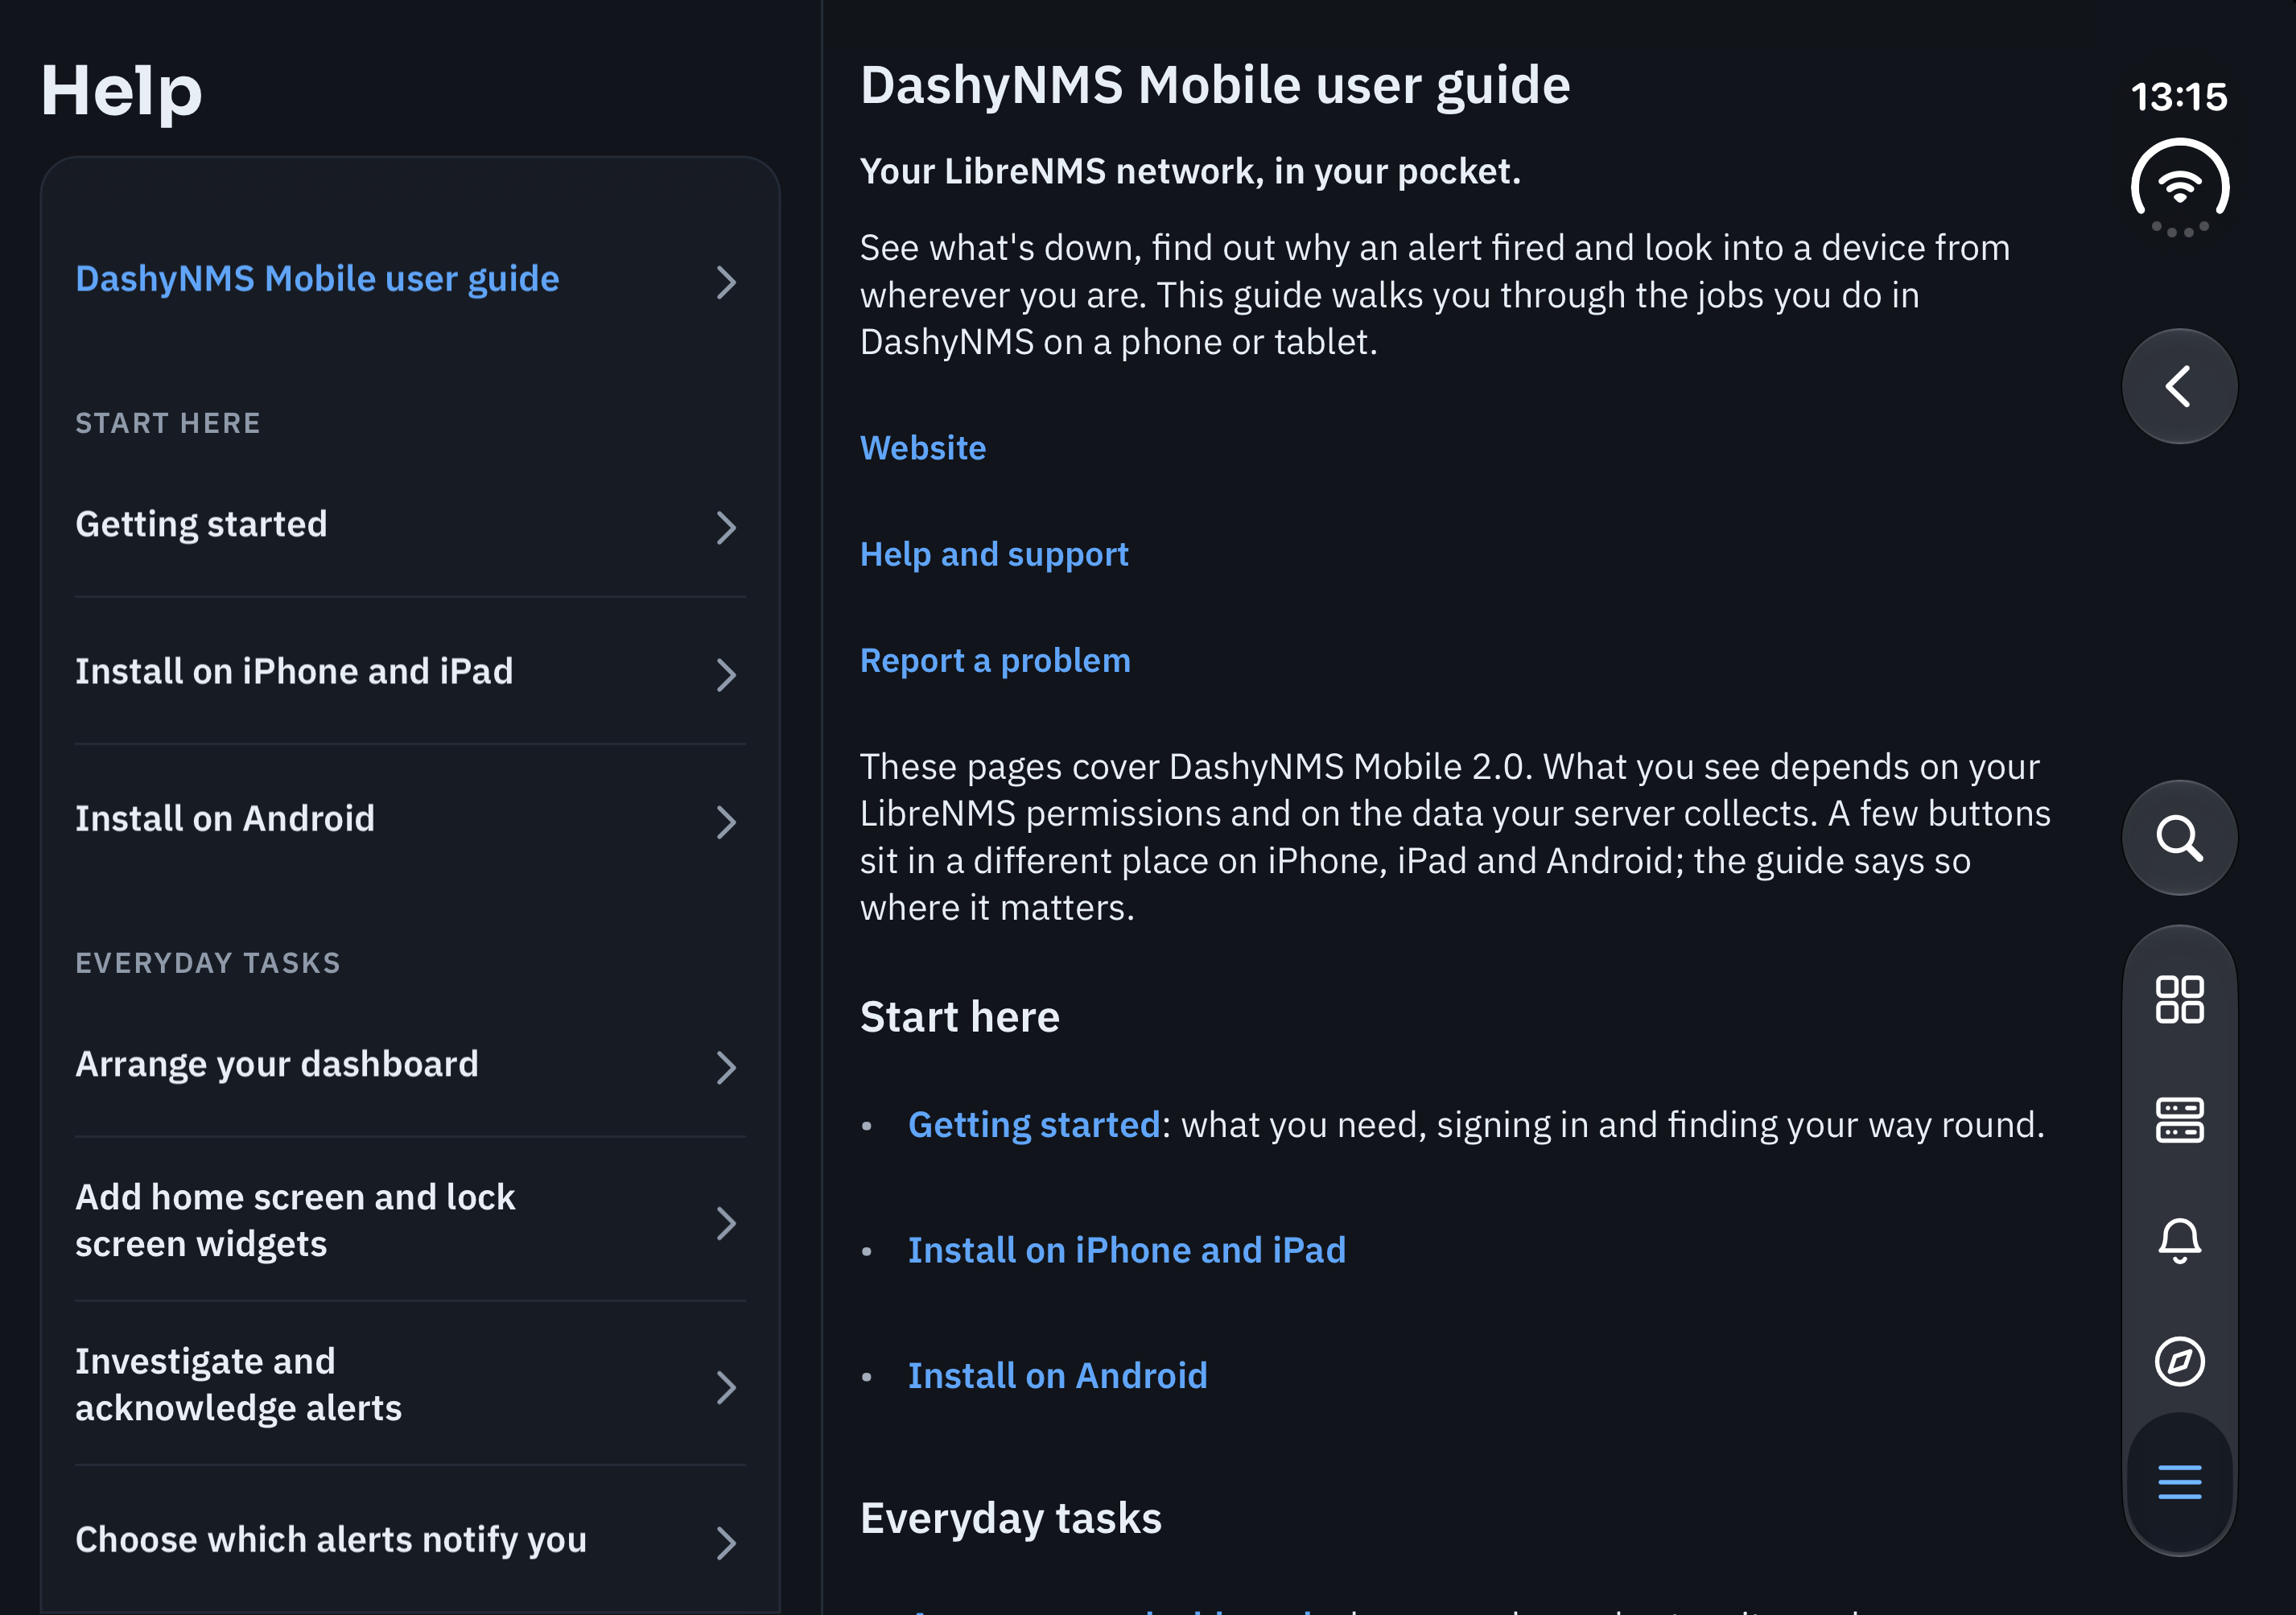 Help
DashyNMS Mobile user guide
START HERE
Getting started
Install on iPhone and iPad
Install on Android
EVERYDAY TASKS
Arrange your dashboard
Add home screen and lock
screen widgets
Investigate and
acknowledge alerts
Choose which alerts notify you
DashyNMS Mobile user guide
Your LibreNMS network, in your pocket.
See what's down, find out why an alert fired and look into a device from
wherever you are. This guide walks you through the jobs you do in
DashyNMS on a phone or tablet.
Website
Help and support
Report a problem
These pages cover DashyNMS Mobile 2.0. What you see depends on your
LibreNMS permissions and on the data your server collects. A few buttons
sit in a different place on iPhone, iPad and Android; the guide says so
where it matters.
Start here
• Getting started: what you need, signing in and finding your way round.
• Install on iPhone and iPad
• Install on Android
Everyday tasks
13:15